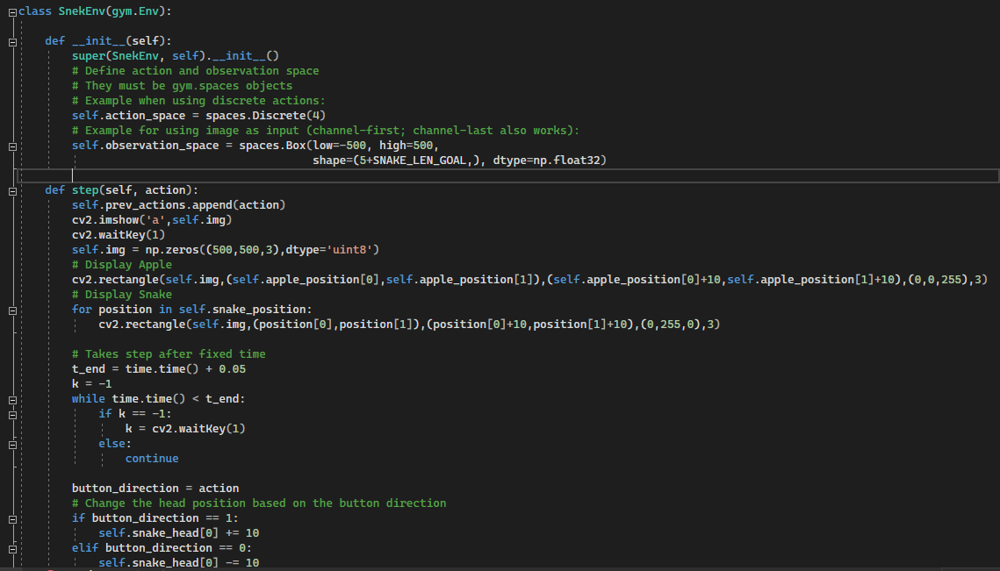 class SnekEnv(gym.Env):
def __init__(self):
super(SnekEnv, self).__init__()
# Define action and observation space
# They must be gym.spaces objects
# Example when using discrete actions:
self.action_space = spaces.Discrete(4)
# Example for using image as input (channel-first; channel-last also works):
self.observation_space = spaces.Box(low=-500, high=500,
shape=(5+SNAKE_LEN_GOAL,), dtype=np.float32)
def step(self, action):
self.prev_actions.append(action)
cv2.imshow('a',self.img)
cv2.waitKey(1)
self.img = np.zeros((500,500,3),dtype='uint8')
# Display Apple
cv2.rectangle(self.img,(self.apple_position[0],self.apple_position[1]),(self.apple_position[0]+10,self.apple_position[1]+10),(0,0,255),3)
# Display Snake
for position in self.snake_position:
cv2.rectangle(self.img,(position[0],position[1]),(position[0]+10,position[1]+10),(0,255,0),3)
# Takes step after fixed time
t_end = time.time() + 0.05
k = -1
while time.time() < t_end:
if k == -1:
k = cv2.waitKey(1)
else:
continue
button_direction = action
# Change the head position based on the button direction
if button_direction == 1:
self.snake_head[0] += 10
elif button_direction == 0:
self.snake_head[0] -= 10